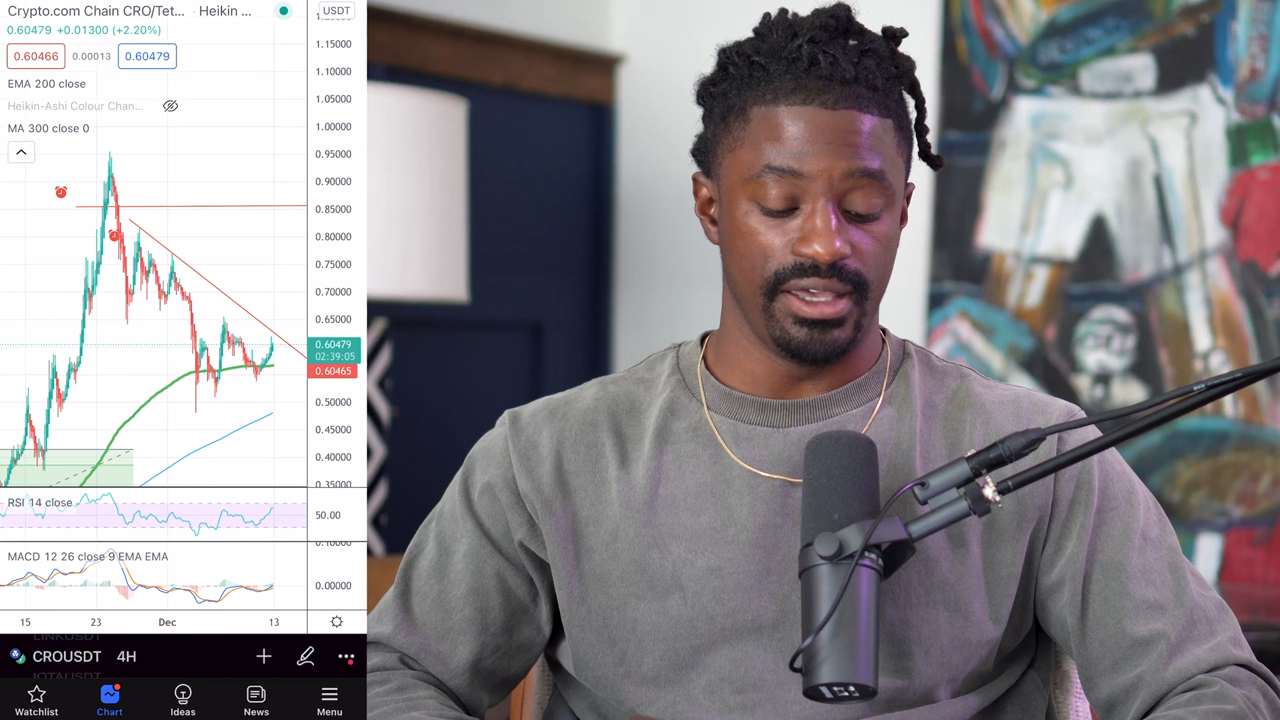 Crypto.com Chain CRO/Tet... · Heikin ...
USDT
0.60479 +0.01300 (+2.20%)
0.60466
0.00013
0.60479
EMA 200 close
Heikin-Ashi Colour Chan...
MA 300 close 0
1.15000
1.10000
1.05000
1.00000
0.95000
0.90000
0.85000
0.80000
0.75000
0.70000
0.65000
0.60479
02:39:05
0.60465
0.50000
0.45000
0.40000
0.35000
RSI 14 close
50.00
0.10000
MACD 12 26 close 9 EMA EMA
0.00000
15
23
Dec
13
LINKUSDT
CROUSDT 4H
IOTAUSDT
Watchlist
Chart
Ideas
News
Menu